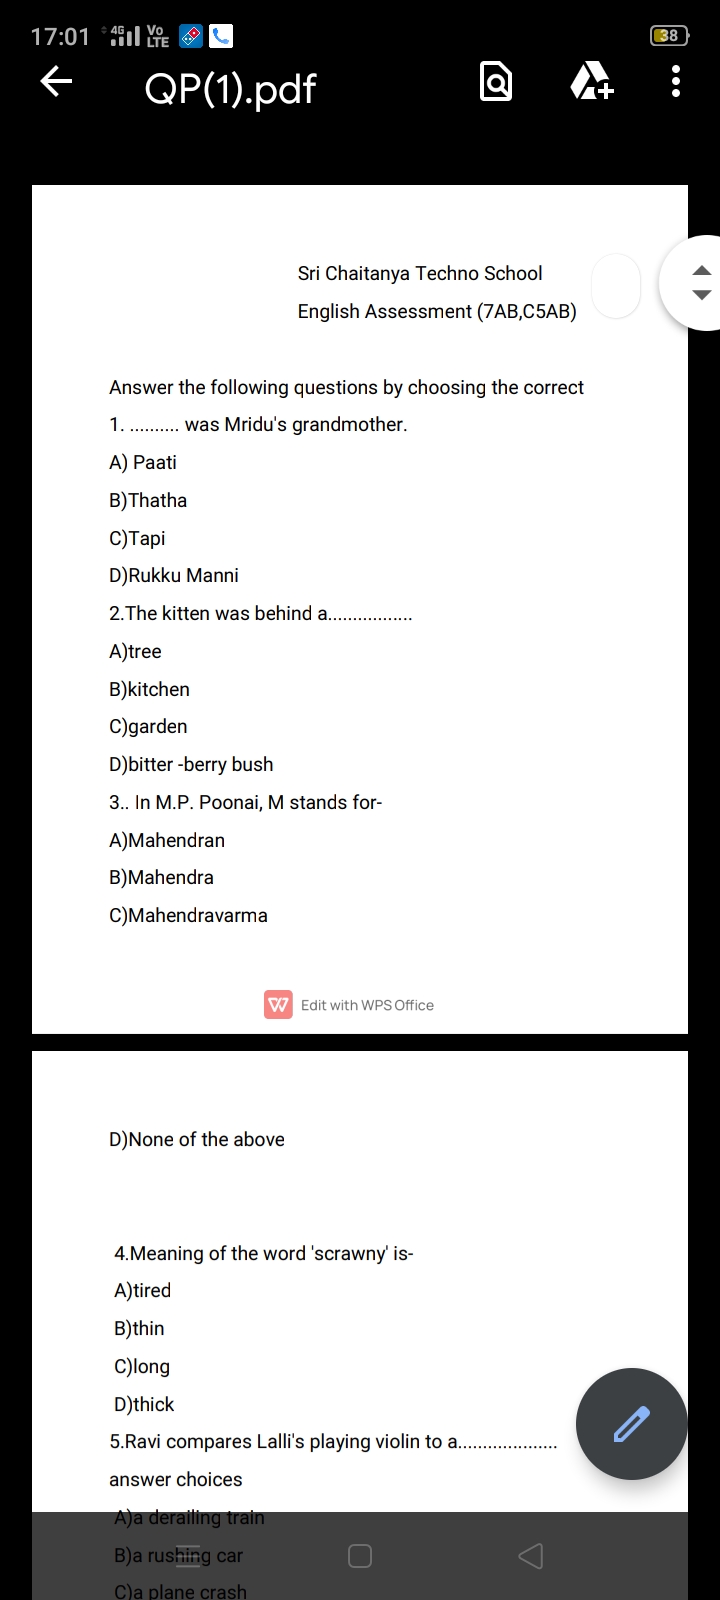 17:01 4G Vo LTE 38
QP(1).pdf
Sri Chaitanya Techno School
English Assessment (7AB,C5AB)
Answer the following questions by choosing the correct
1. .......... was Mridu's grandmother.
A) Paati
B)Thatha
C)Tapi
D)Rukku Manni
2.The kitten was behind a.................
A)tree
B)kitchen
C)garden
D)bitter -berry bush
3.. In M.P. Poonai, M stands for-
A)Mahendran
B)Mahendra
C)Mahendravarma
Edit with WPS Office
D)None of the above
4.Meaning of the word 'scrawny' is-
A)tired
B)thin
C)long
D)thick
5.Ravi compares Lalli's playing violin to a....................
answer choices
A)a derailing train
B)a rushing car
C)a plane crash